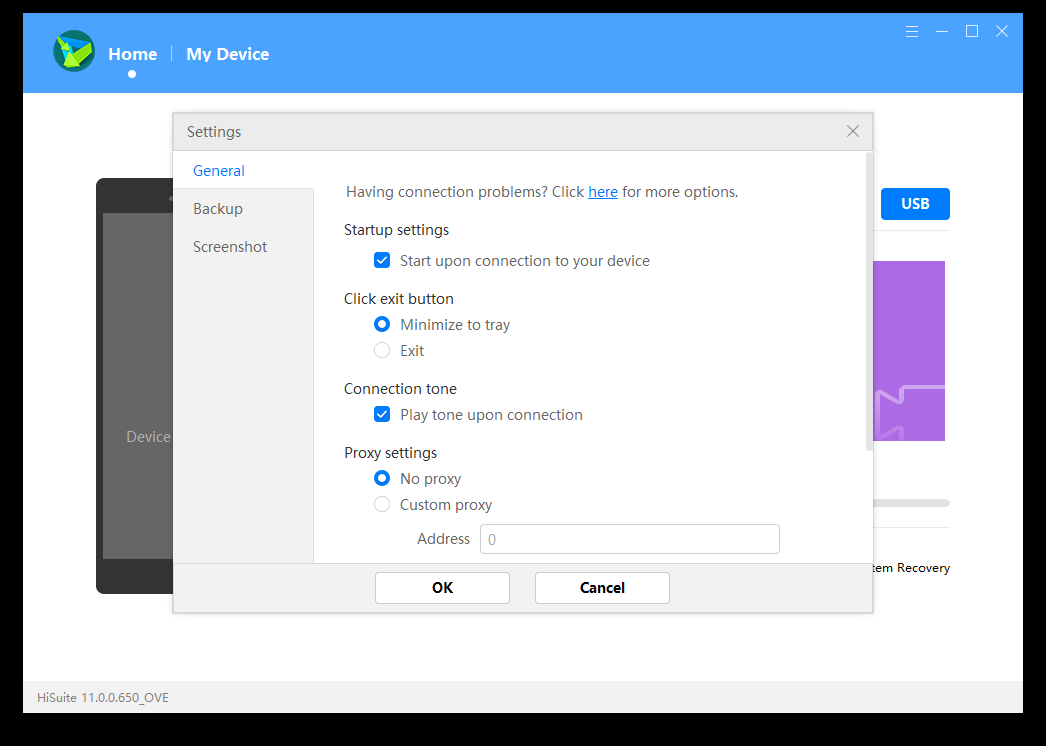 Home
My Device
Settings
General
Having connection problems? Click here for more options.
USB
Backup
Startup settings
Screenshot
Start upon connection to your device
Click exit button
Minimize to tray
Exit
Connection tone
Play tone upon connection
Device
Proxy settings
No proxy
Custom proxy
Address 0
tem Recovery
OK
Cancel
HiSuite 11.0.0.650_OVE